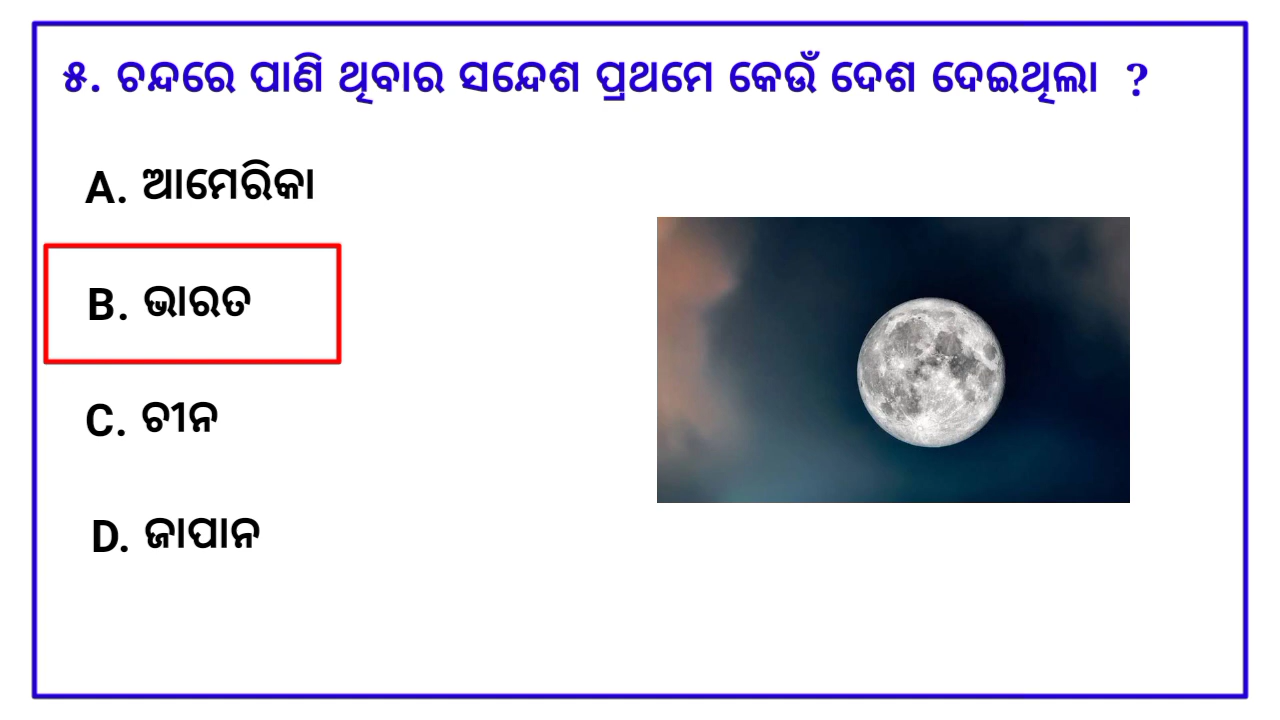 ୫. ଚନ୍ଦରେ ପାଣି ଥିବାର ସନ୍ଦେଶ ପ୍ରଥମେ କେଉଁ ଦେଶ ଦେଇଥିଲା ?
A. ଆମେରିକା
B. ଭାରତ
C. ଚୀନ
D. ଜାପାନ